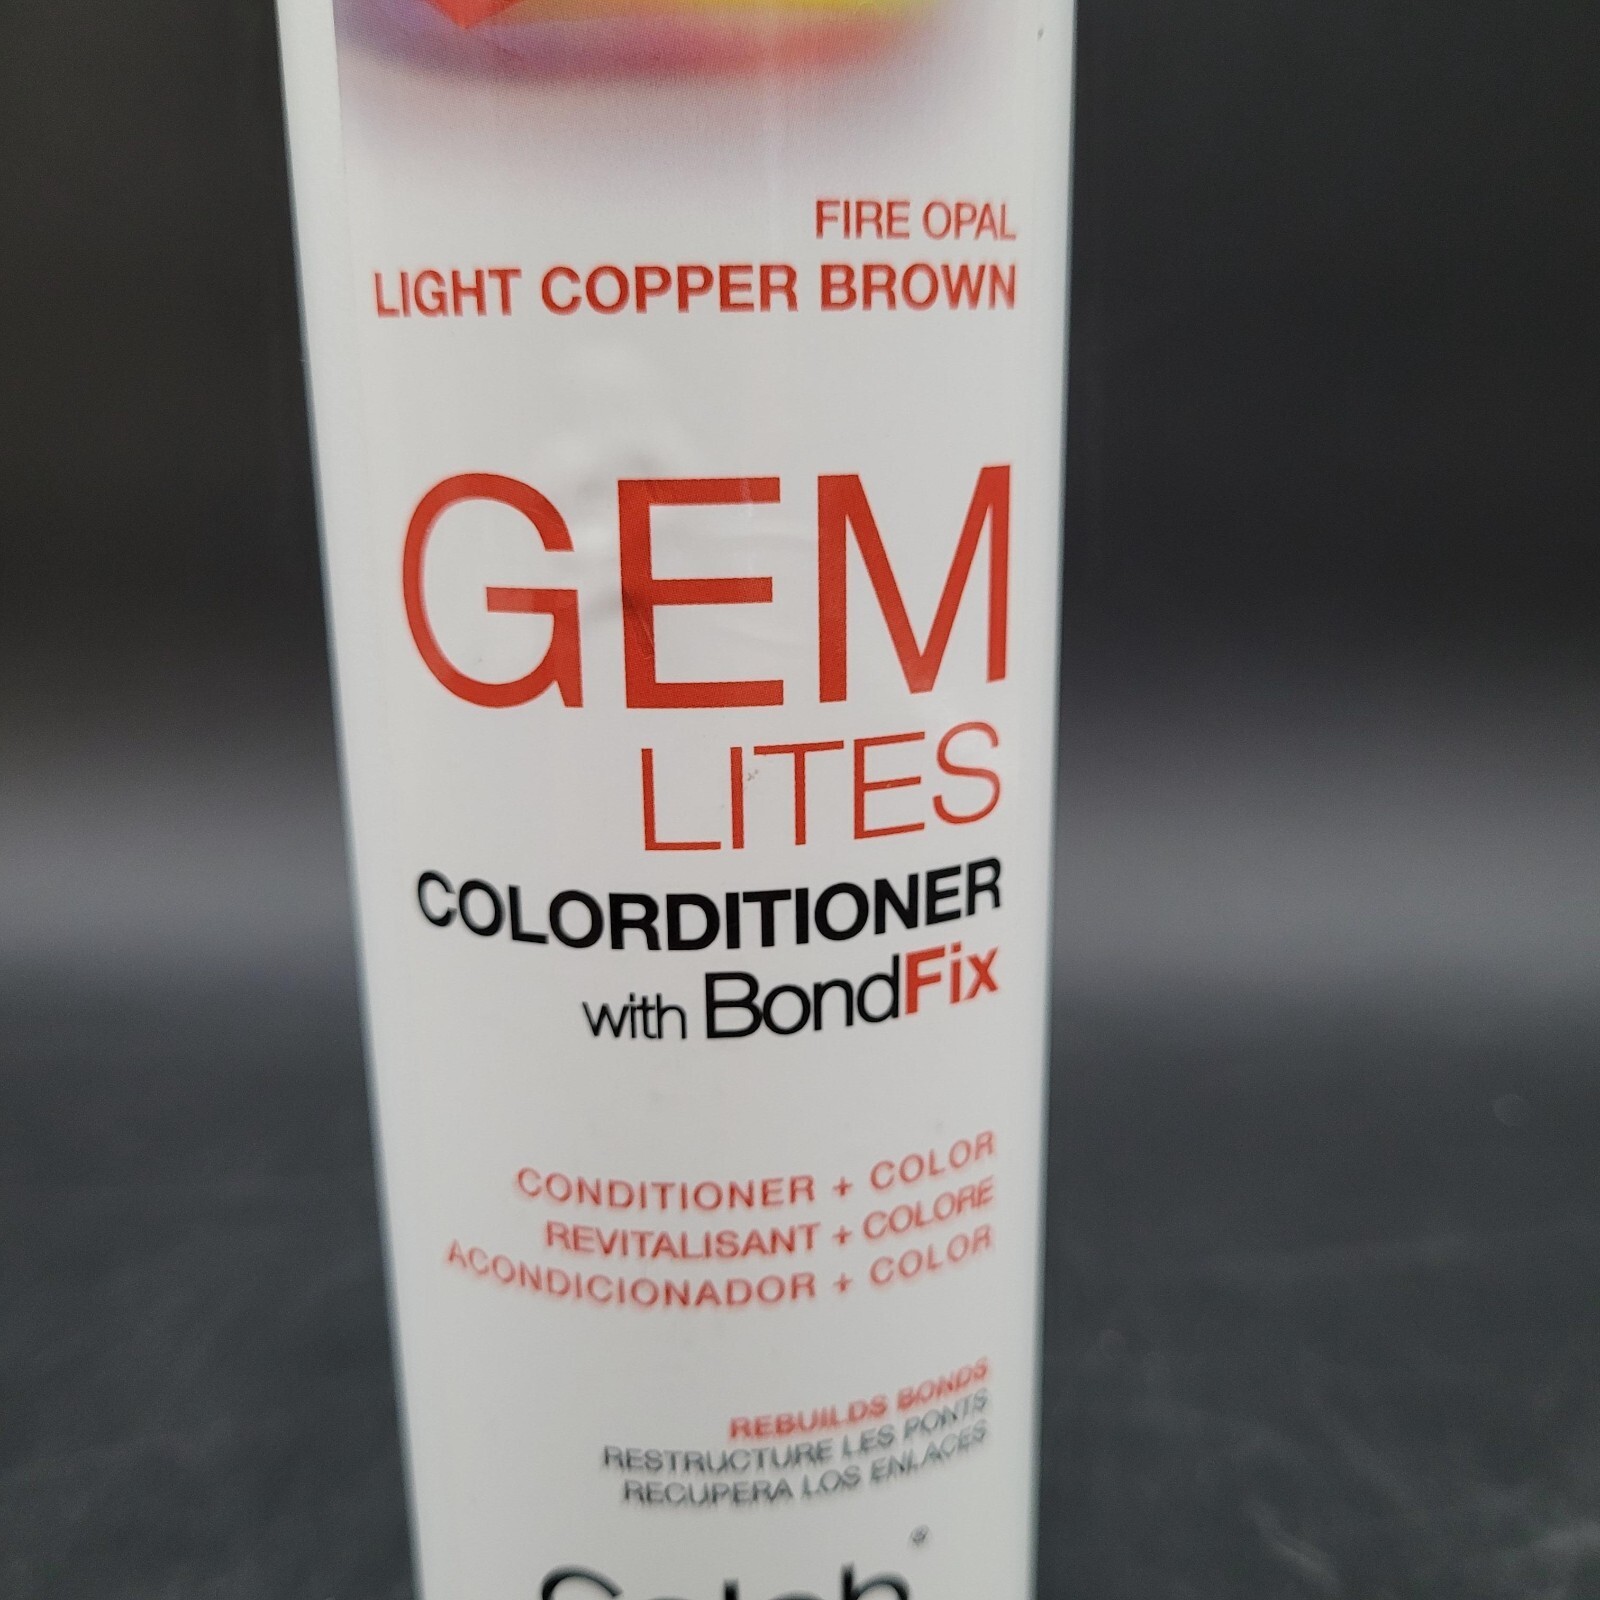 FIRE OPAL
LIGHT COPPER BROWN
GEM
LITES
COLORDITIONER
with BondFix
CONDITIONER + COLOR
REVITALISANT + COLORE
ACONDICIONADOR + COLOR
REBUILDS BONDS
RESTRUCTURE LES PONTS
RECUPERA LOS ENLACES
®